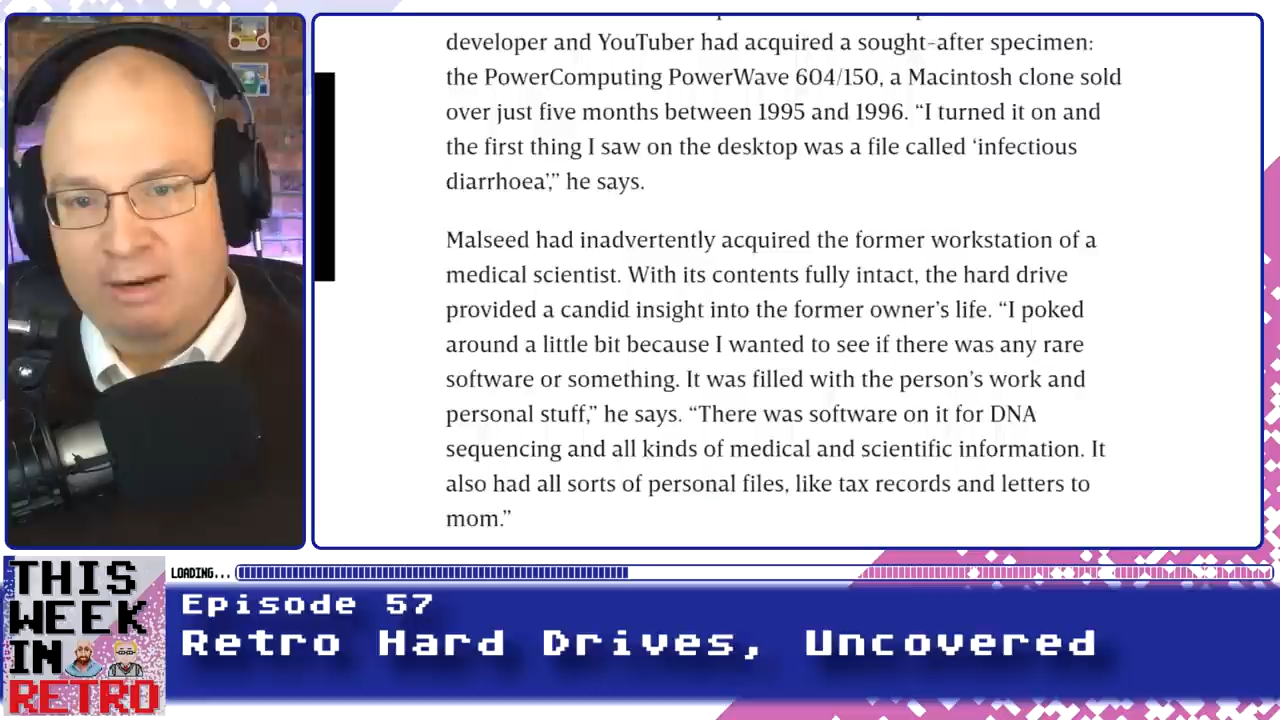 developer and YouTuber had acquired a sought-after specimen:
the PowerComputing PowerWave 604/150, a Macintosh clone sold
over just five months between 1995 and 1996. “I turned it on and
the first thing I saw on the desktop was a file called ‘infectious
diarrhoea’,” he says.
Malseed had inadvertently acquired the former workstation of a
medical scientist. With its contents fully intact, the hard drive
provided a candid insight into the former owner’s life. “I poked
around a little bit because I wanted to see if there was any rare
software or something. It was filled with the person’s work and
personal stuff,” he says. “There was software on it for DNA
sequencing and all kinds of medical and scientific information. It
also had all sorts of personal files, like tax records and letters to
mom.”
THIS
WEEK
IN
RETRO
LOADING...
Episode 57
Retro Hard Drives, Uncovered